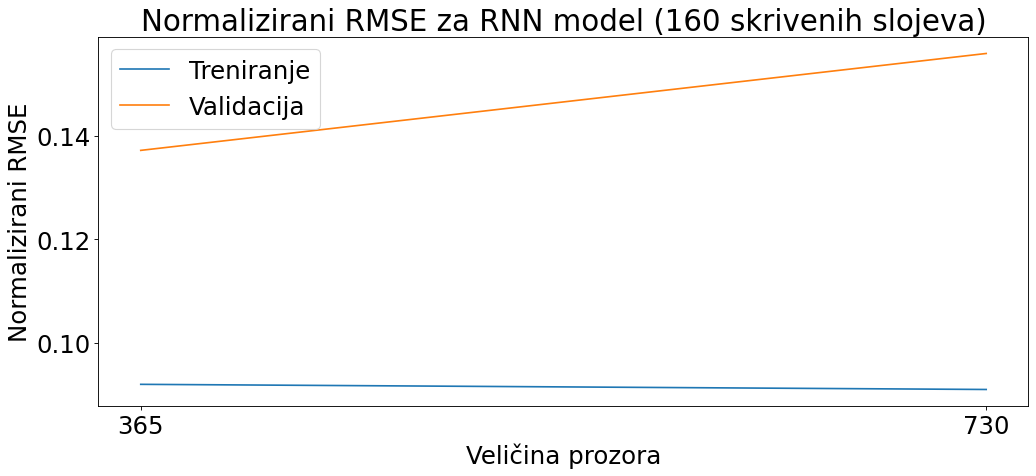 Normalizirani RMSE za RNN model (160 skrivenih slojeva)
Treniranje
Validacija
Normalizirani RMSE
0.14
0.12
0.10
365
730
Veličina prozora